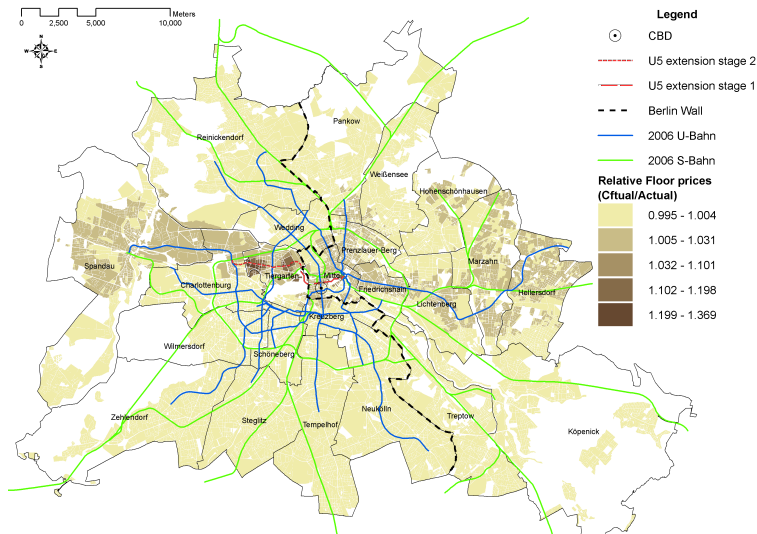 Meters
0 2,500 5,000 10,000
N
W E
S
Legend
CBD
U5 extension stage 2
U5 extension stage 1
Berlin Wall
2006 U-Bahn
2006 S-Bahn
Relative Floor prices
(Cftual/Actual)
0.995 - 1.004
1.005 - 1.031
1.032 - 1.101
1.102 - 1.198
1.199 - 1.369
Pankow
Reinickendorf
Weißensee
Hohenschönhausen
Wedding
Prenzlauer-Berg
Marzahn
Spandau
Tiergarten
Mitte
Charlottenburg
Friedrichshain
Hellersdorf
Lichtenberg
Kreuzberg
Wilmersdorf
Schöneberg
Zehlendorf
Steglitz
Tempelhof
Neukölln
Treptow
Köpenick